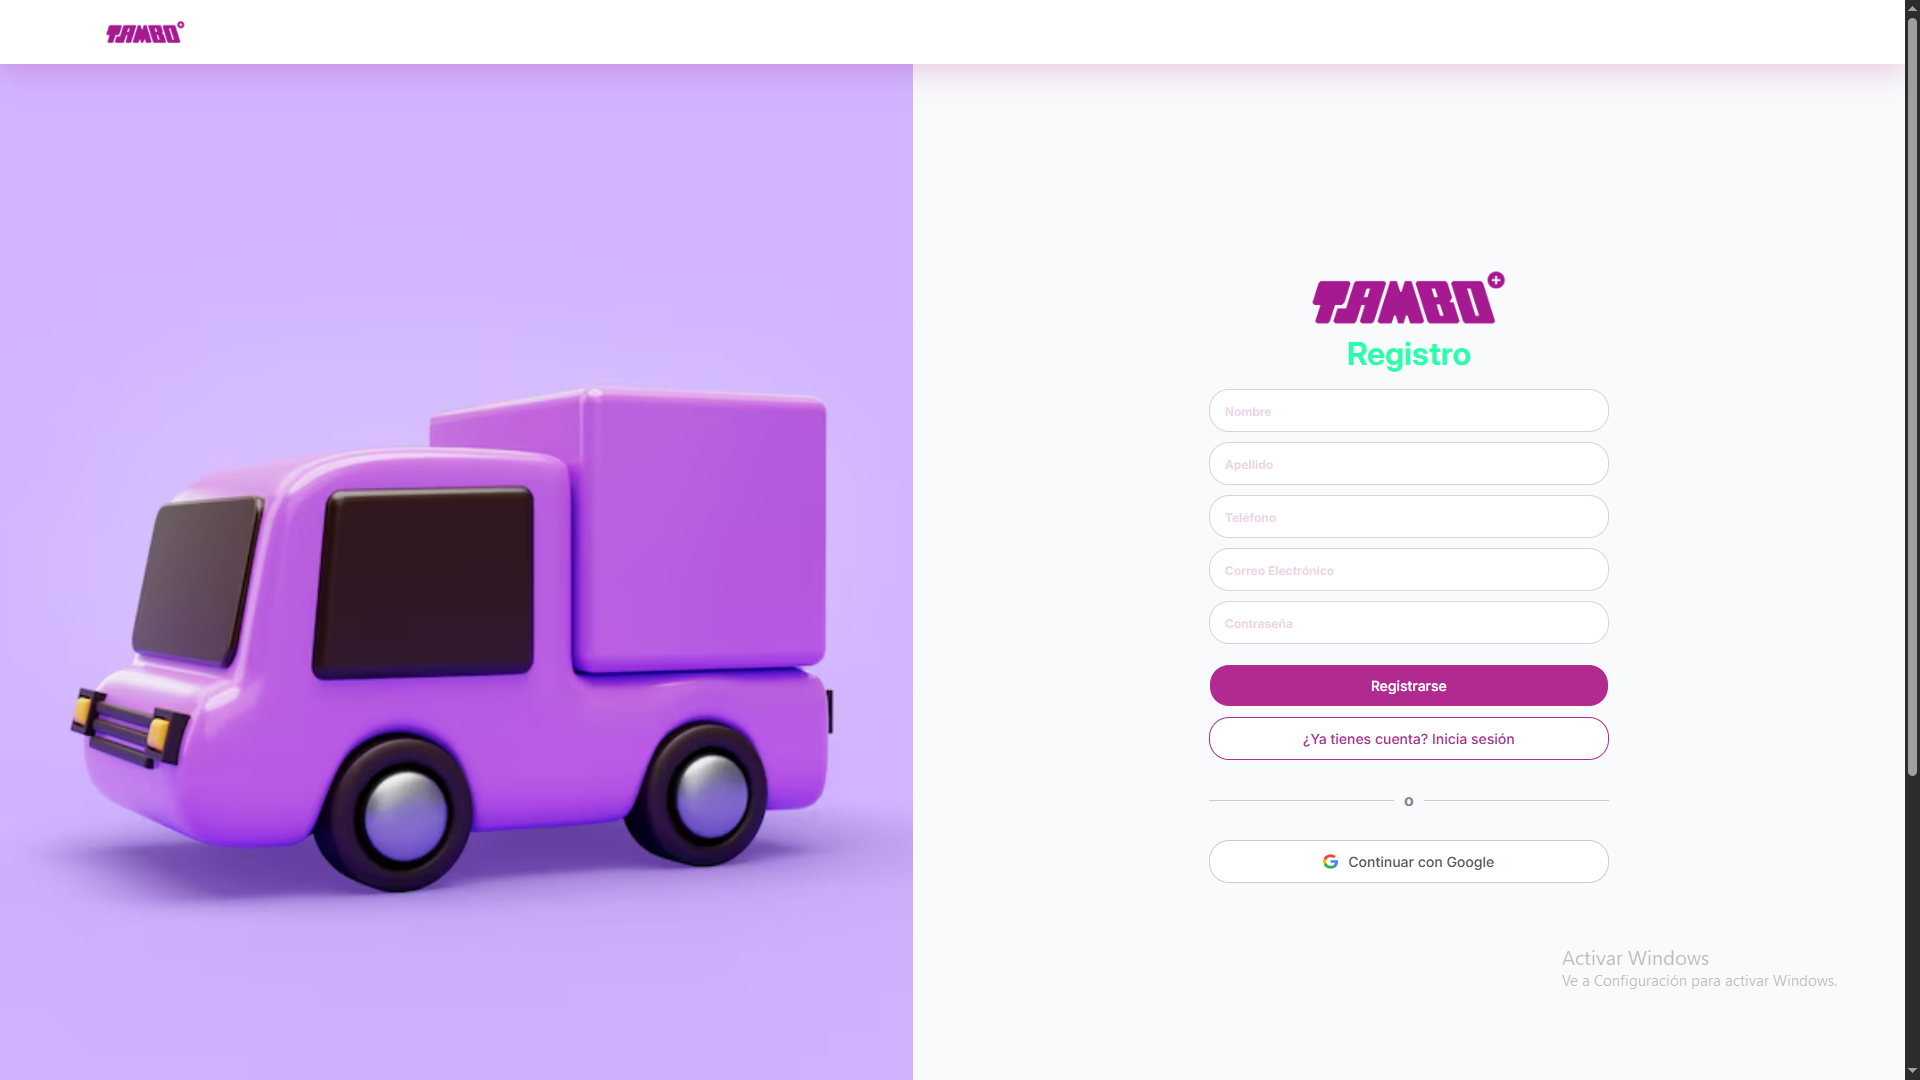 TAMBO+
TAMBO+
Registro
Nombre
Apellido
Teléfono
Correo Electrónico
Contraseña
Registrarse
¿Ya tienes cuenta? Inicia sesión
o
Continuar con Google
Activar Windows
Ve a Configuración para activar Windows.